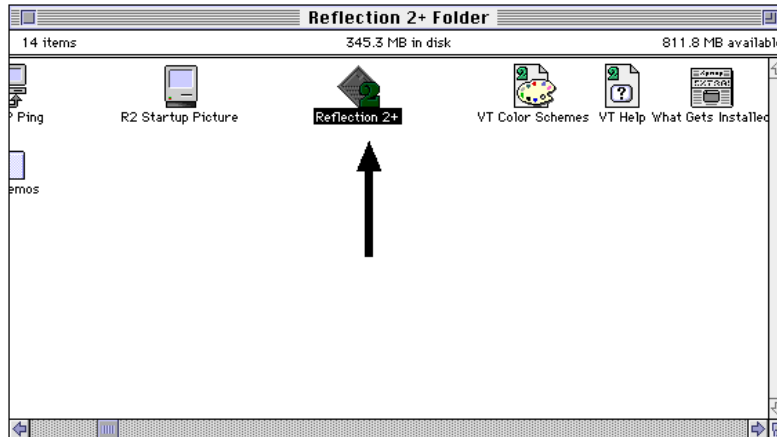 Reflection 2+ Folder
14 items 345.3 MB in disk 811.8 MB availabl
P Ping R2 Startup Picture Reflection 2+ VT Color Schemes VT Help What Gets Installed
emos